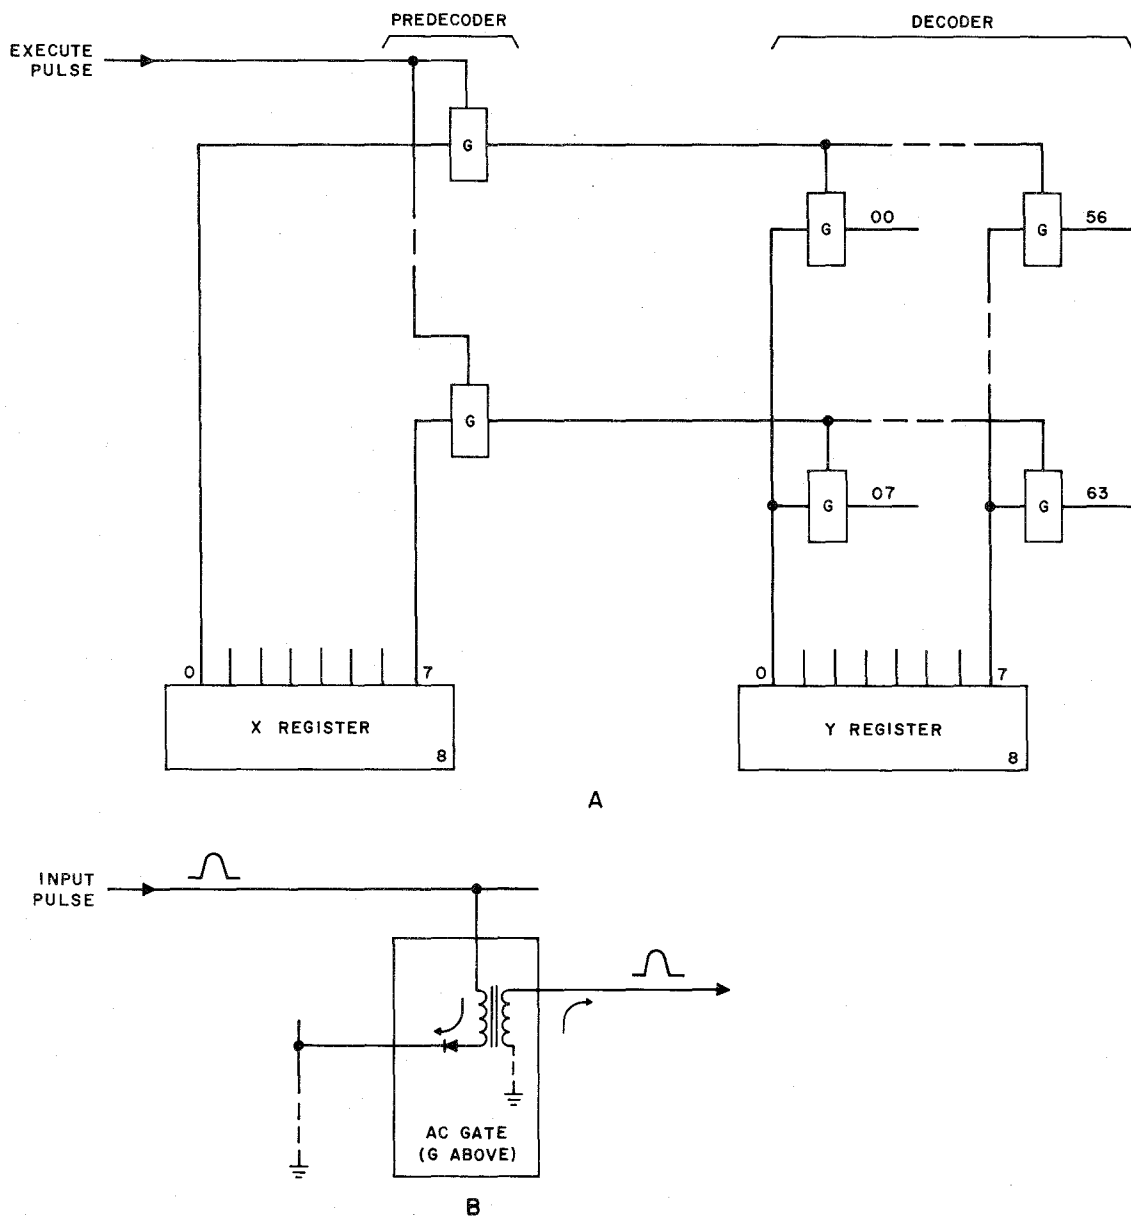 PREDECODER
DECODER
EXECUTE
PULSE
G
G
00
G
56
G
G
07
G
63
0
7
0
7
X REGISTER
8
Y REGISTER
8
A
INPUT
PULSE
AC GATE
(G ABOVE)
B